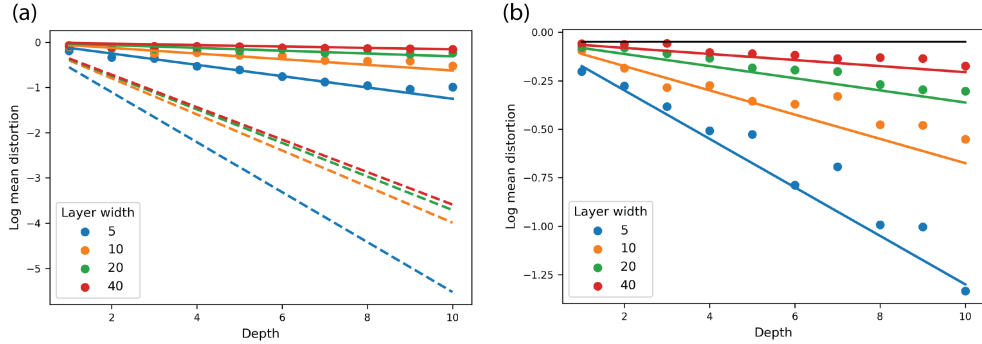 (a)
0
−1
−2
−3
−4
−5
Log mean distortion
2 4 6 8 10
Depth
Layer width
5
10
20
40
(b)
0.00
−0.25
−0.50
−0.75
−1.00
−1.25
Log mean distortion
2 4 6 8 10
Depth
Layer width
5
10
20
40